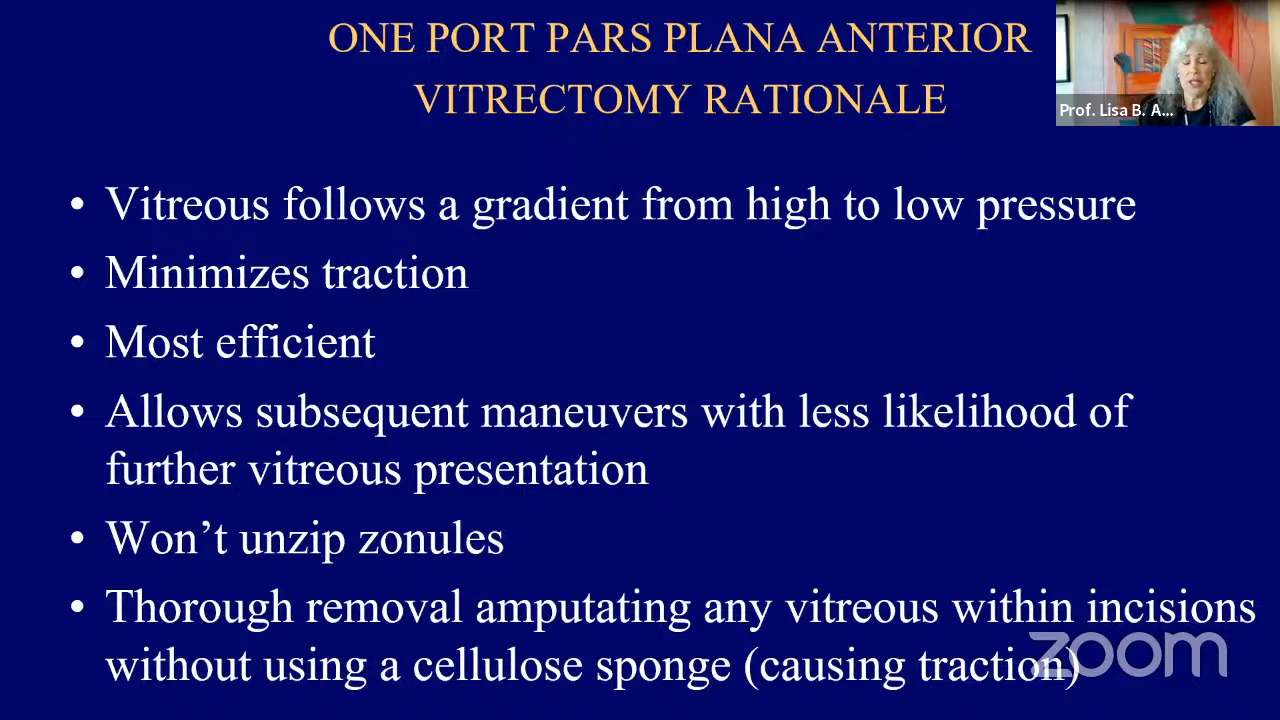 ONE PORT PARS PLANA ANTERIOR
VITRECTOMY RATIONALE
Prof. Lisa B. A...
• Vitreous follows a gradient from high to low pressure
• Minimizes traction
• Most efficient
• Allows subsequent maneuvers with less likelihood of
further vitreous presentation
• Won’t unzip zonules
• Thorough removal amputating any vitreous within incisions
without using a cellulose sponge (causing traction)
zoom